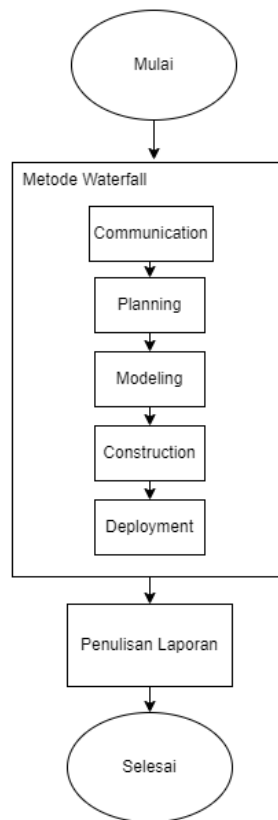 Mulai
Metode Waterfall
Communication
Planning
Modeling
Construction
Deployment
Penulisan Laporan
Selesai